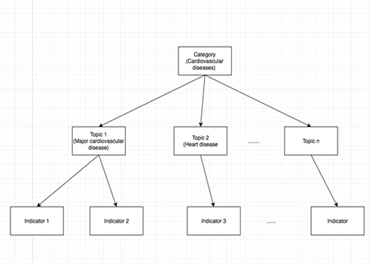 Category
(Cardiovascular
diseases)
Topic 1
(Major cardiovascular
disease)
Topic 2
(Heart disease
Topic n
Indicator 1
Indicator 2
Indicator 3
Indicator